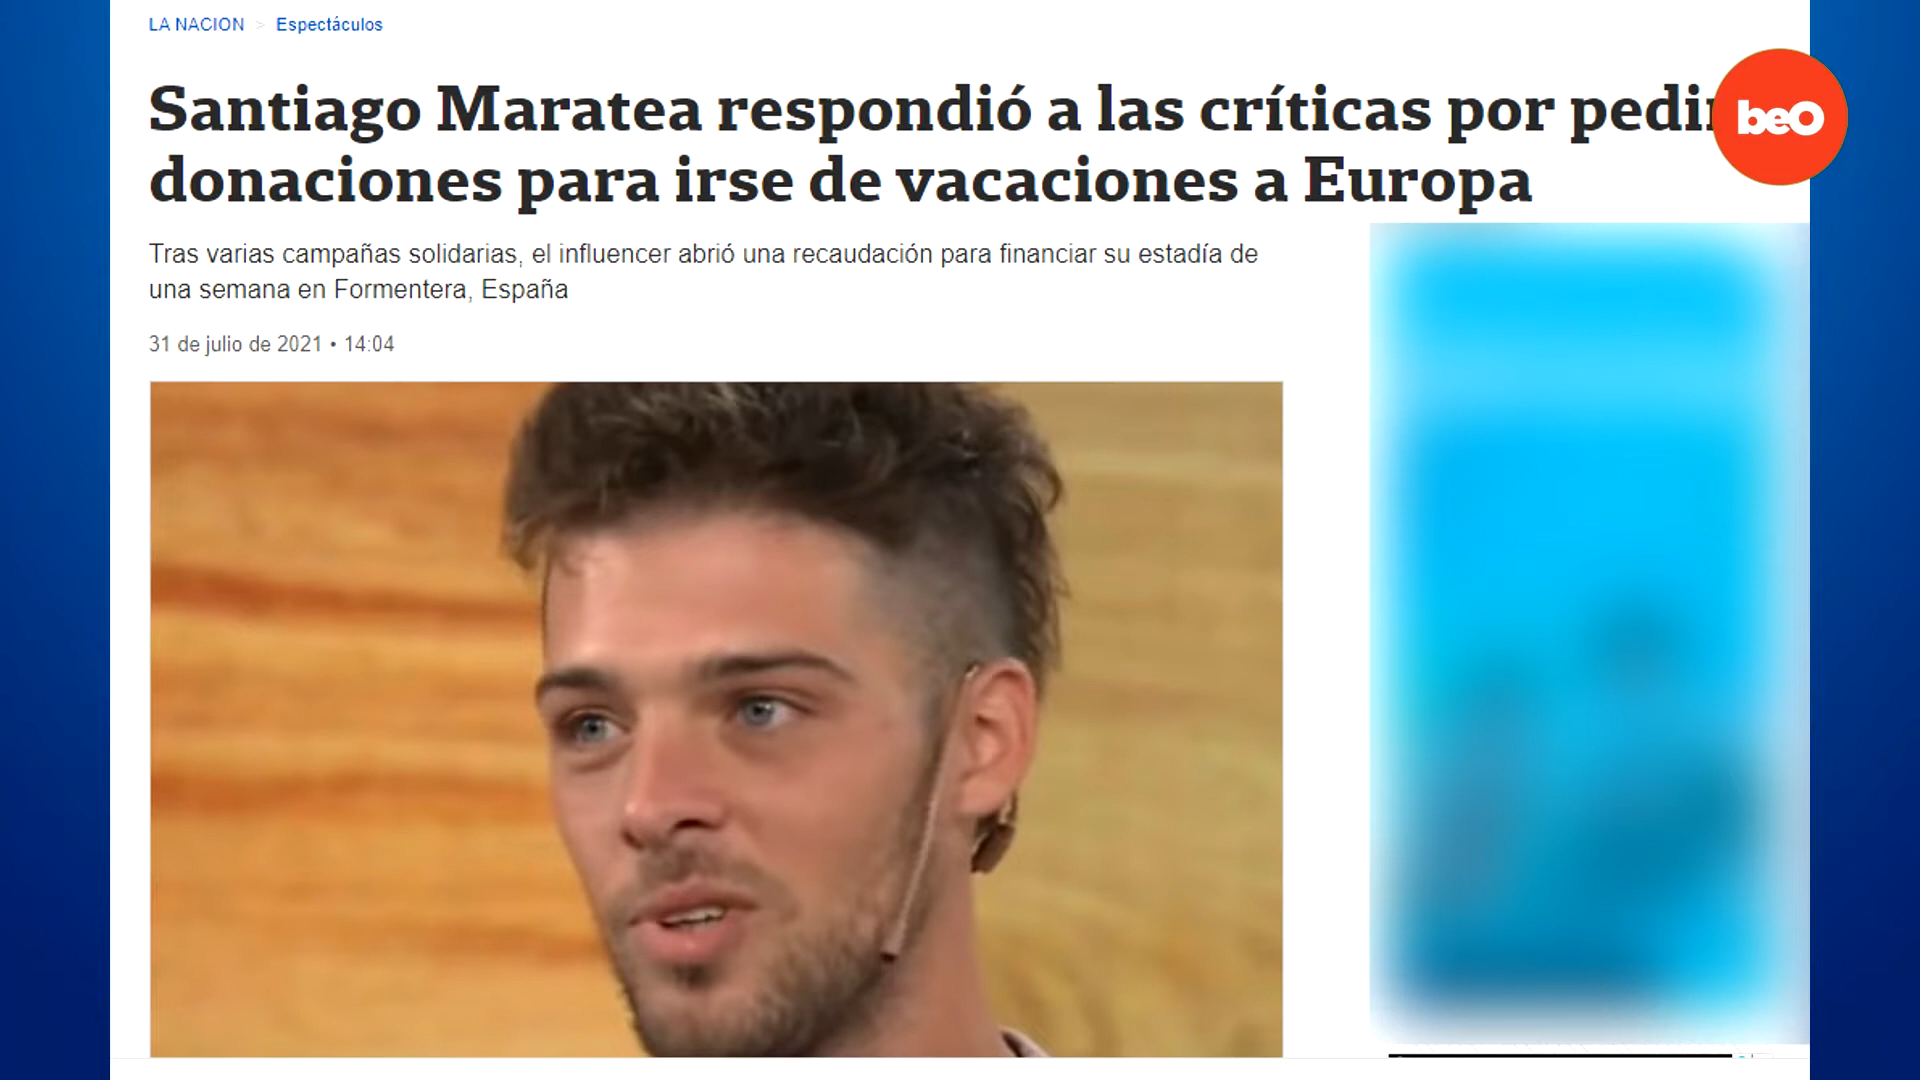 LA NACION > Espectáculos
beO
Santiago Maratea respondió a las críticas por pedir
donaciones para irse de vacaciones a Europa
Tras varias campañas solidarias, el influencer abrió una recaudación para financiar su estadía de
una semana en Formentera, España
31 de julio de 2021 • 14:04